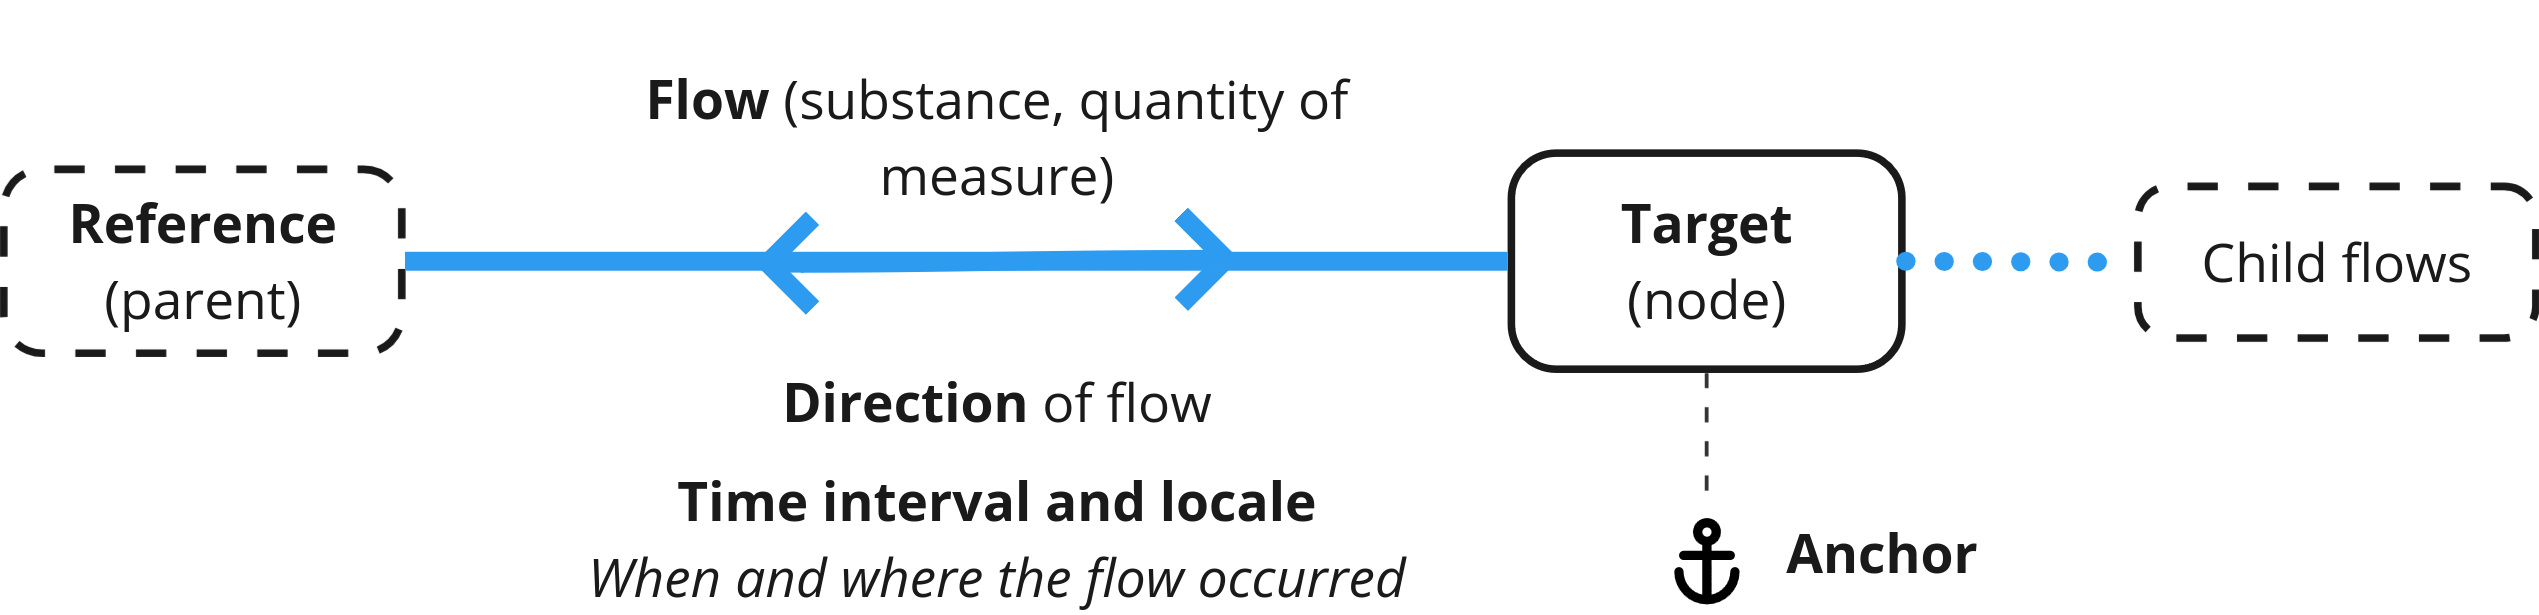 Flow (substance, quantity of
measure)
Reference
(parent)
Target
(node)
Child flows
Direction of flow
Time interval and locale
When and where the flow occurred
Anchor